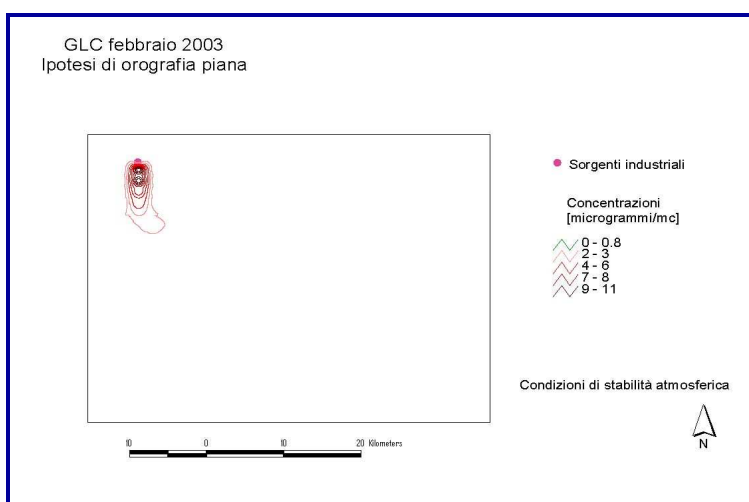 GLC febbraio 2003
Ipotesi di orografia piana
Sorgenti industriali
Concentrazioni
[microgrammi/mc]
0 - 0.8
2 - 3
4 - 6
7 - 8
9 - 11
Condizioni di stabilità atmosferica
N
10 0 10 20 Kilometers